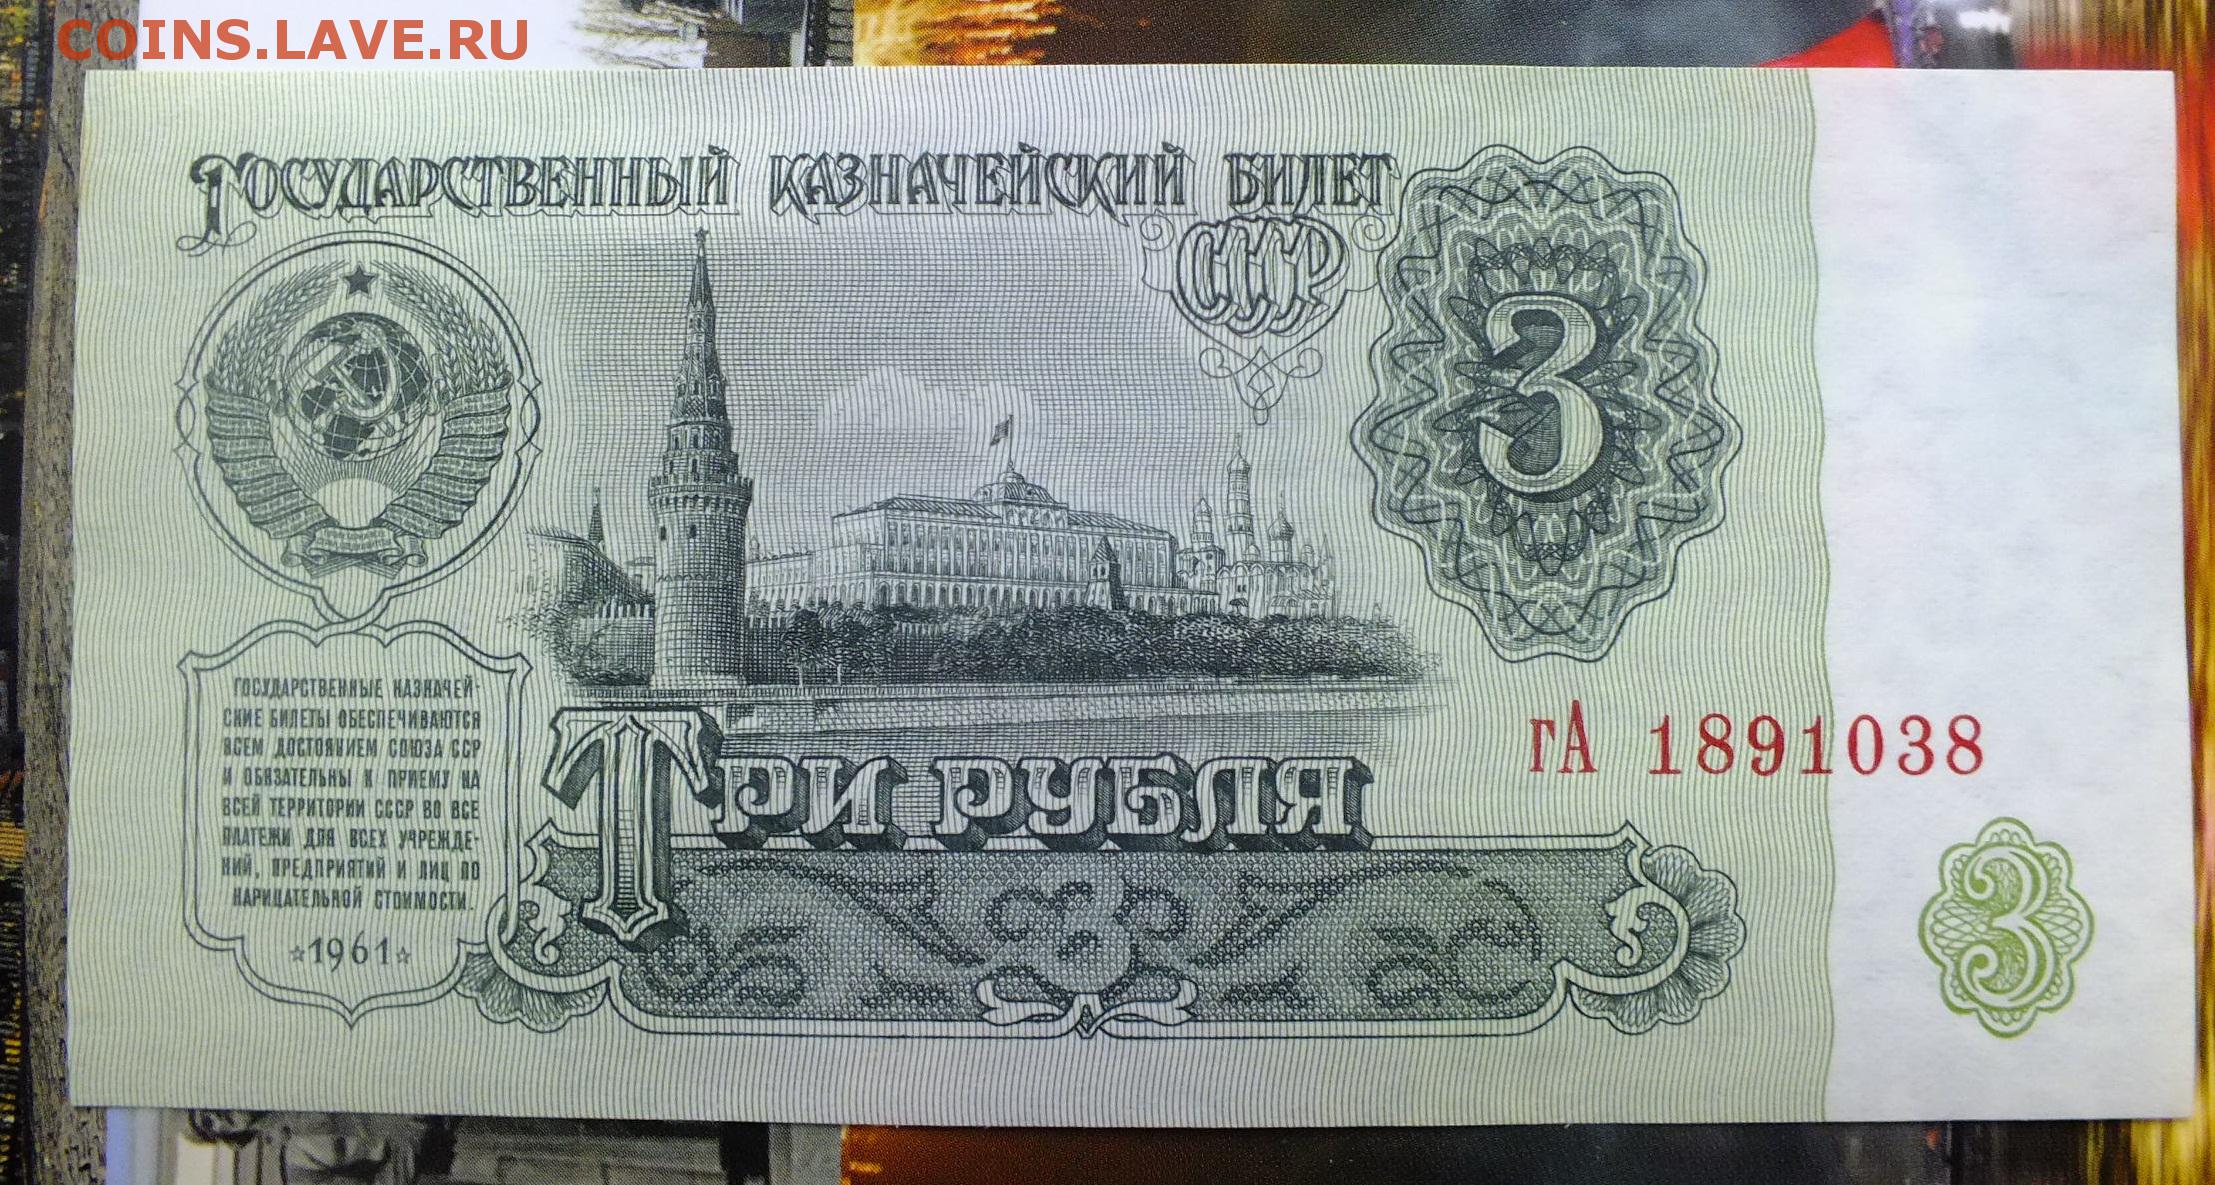 COINS.LAVE.RU
ГОСУДАРСТВЕННЫЙ КАЗНАЧЕЙСКИЙ БИЛЕТ
СССР
3
ГОСУДАРСТВЕННЫЕ КАЗНАЧЕЙ-
СКИЕ БИЛЕТЫ ОБЕСПЕЧИВАЮТСЯ
ВСЕМ ДОСТОЯНИЕМ СОЮЗА ССР
И ОБЯЗАТЕЛЬНЫ К ПРИЕМУ НА
ВСЕЙ ТЕРРИТОРИИ СССР ВО ВСЕ
ПЛАТЕЖИ ДЛЯ ВСЕХ УЧРЕЖДЕ-
НИЙ, ПРЕДПРИЯТИЙ И ЛИЦ ПО
НАРИЦАТЕЛЬНОЙ СТОИМОСТИ.
☆1961☆
гА 1891038
ТРИ РУБЛЯ
3